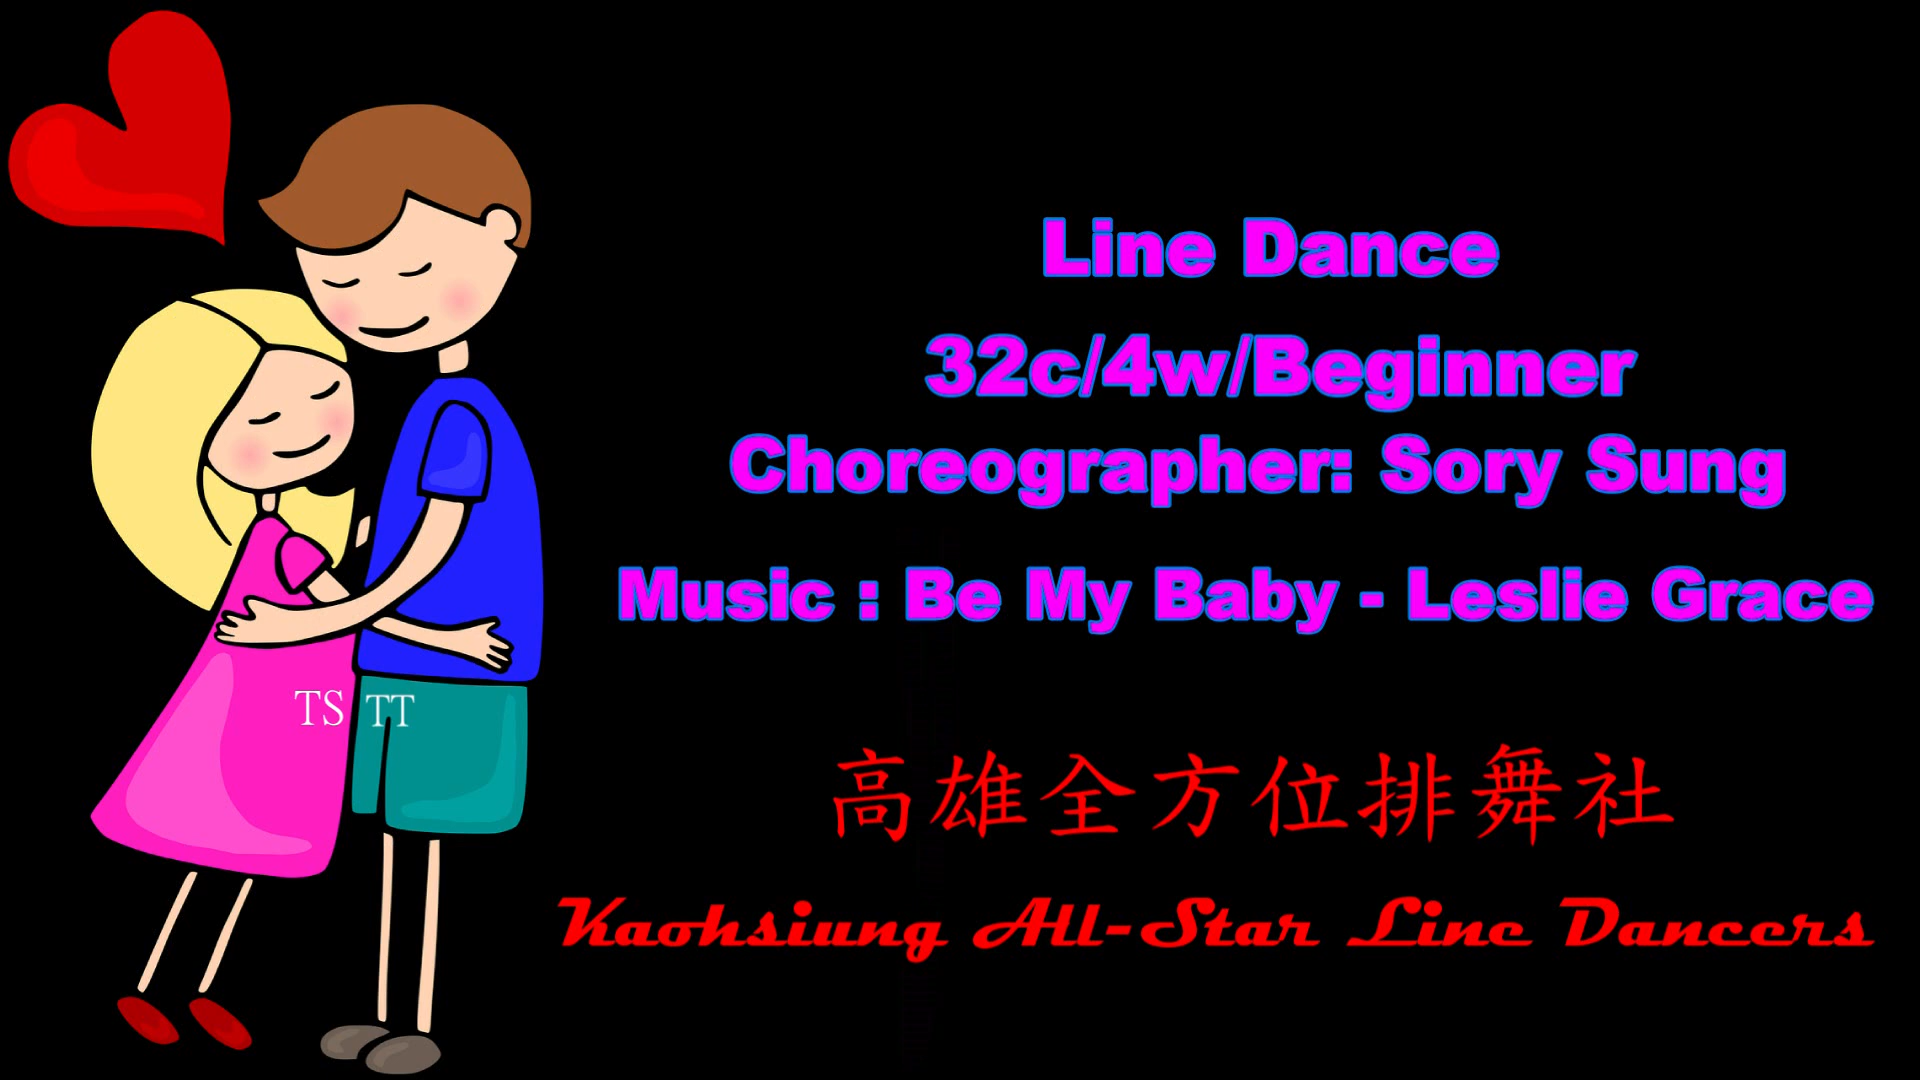 Line Dance
32c/4w/Beginner
Choreographer: Sory Sung
Music : Be My Baby - Leslie Grace
TS TT
高雄全方位排舞社
Kaohsiung All-Star Line Dancers